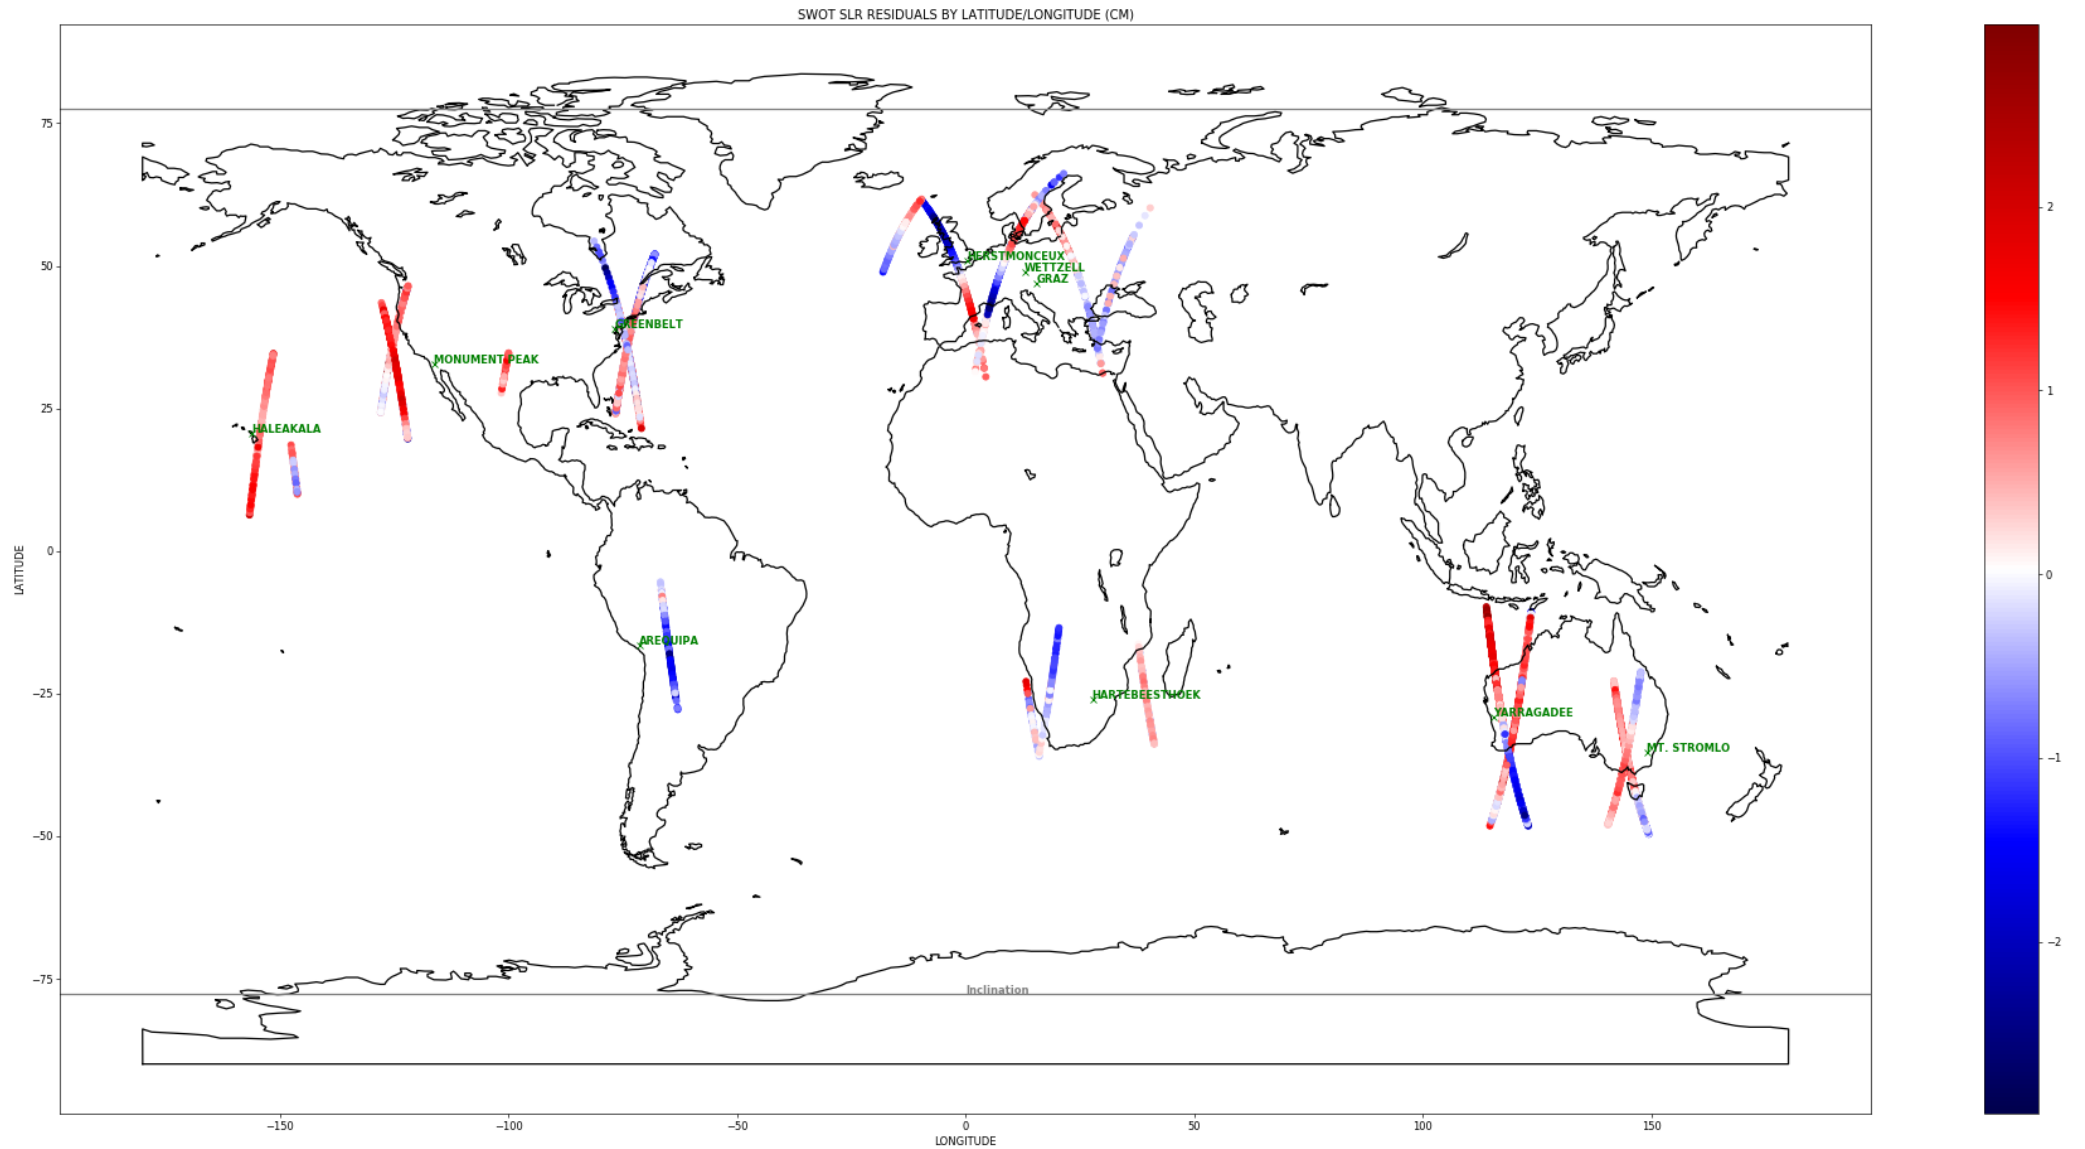 SWOT SLR RESIDUALS BY LATITUDE/LONGITUDE (CM)
75
50
25
0
−25
−50
−75
LATITUDE
HERSTMONCEUX
WETTZELL
GRAZ
GREENBELT
MONUMENT PEAK
HALEAKALA
AREQUIPA
HARTEBEESTHOEK
YARRAGADEE
MT. STROMLO
Inclination
−150
−100
−50
0
50
100
150
LONGITUDE
2
1
0
−1
−2